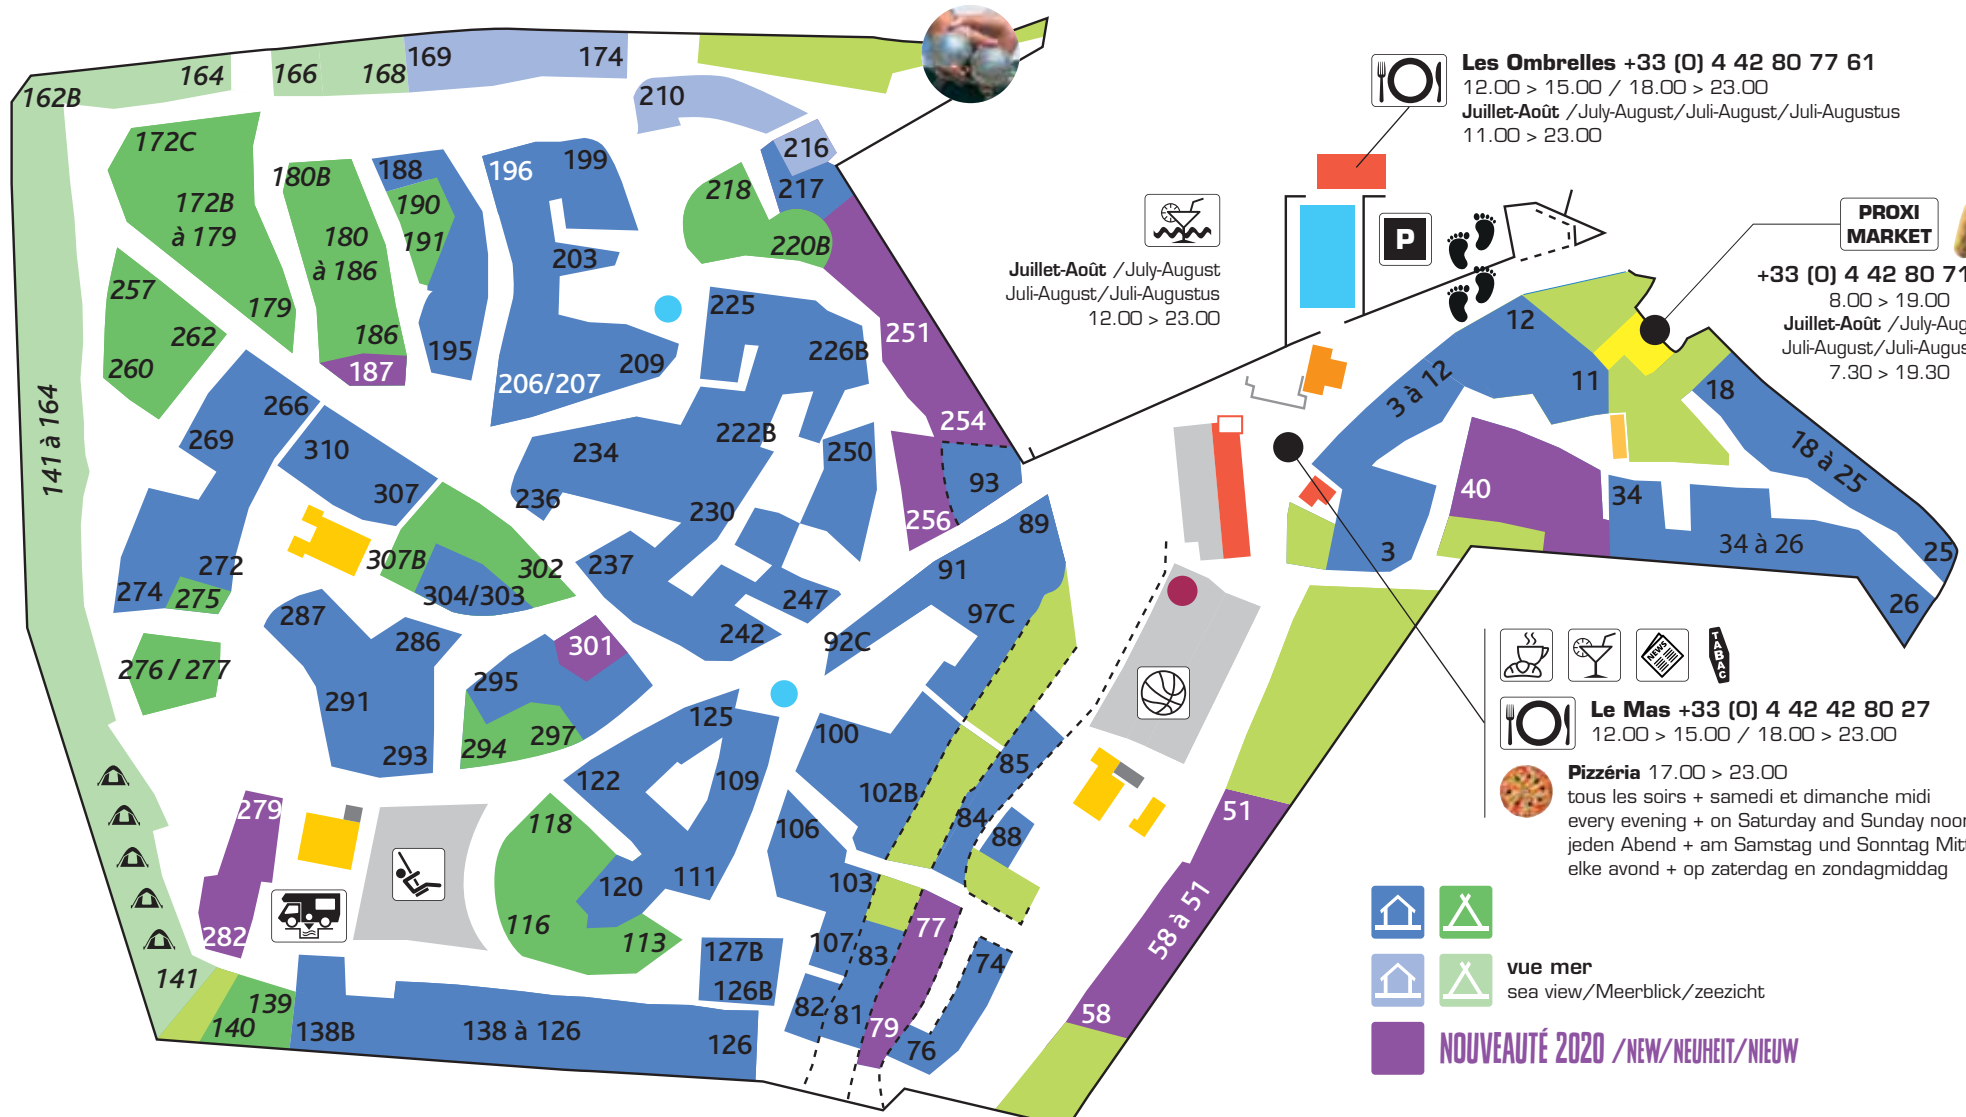 Les Ombrelles +33 (0) 4 42 80 77 61
12.00 > 15.00 / 18.00 > 23.00
Juillet-Août /July-August/Juli-August/Juli-Augustus
11.00 > 23.00
Juillet-Août /July-August
Juli-August/Juli-Augustus
12.00 > 23.00
P
PROXI
MARKET
+33 (0) 4 42 80 71
8.00 > 19.00
Juillet-Août /July-Aug
Juli-August/Juli-Augus
7.30 > 19.30
162B
164
166
168
169
174
210
216
217
172C
172B
à 179
179
180B
180
à 186
186
187
188
190
191
195
196
199
203
206/207
209
218
220B
225
226B
222B
251
254
256
93
250
257
262
260
266
269
310
307
272
274
275
276 / 277
307B
304/303
302
234
236
230
237
242
247
141 à 164
287
286
291
293
295
301
294
297
89
91
97C
92C
125
122
109
111
100
102B
106
103
107
85
84
88
118
120
116
113
279
282
141
139
140
138B
138 à 126
126
127B
126B
82
81
83
77
79
76
74
12
3 à 12
11
3
40
34
34 à 26
18
18 à 25
25
26
51
58 à 51
58
NEWS
TABAC
Le Mas +33 (0) 4 42 42 80 27
12.00 > 15.00 / 18.00 > 23.00
Pizzéria 17.00 > 23.00
tous les soirs + samedi et dimanche midi
every evening + on Saturday and Sunday noon
jeden Abend + am Samstag und Sonntag Mitt
elke avond + op zaterdag en zondagmiddag
vue mer
sea view/Meerblick/zeezicht
NOUVEAUTÉ 2020 /NEW/NEUHEIT/NIEUW